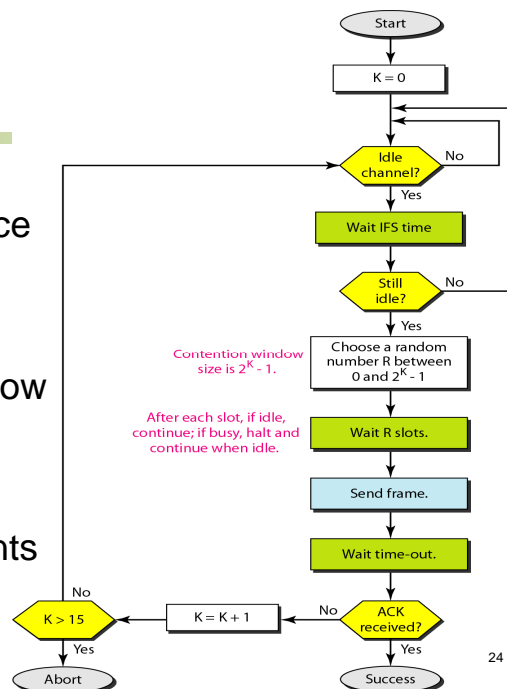 Start
K = 0
Idle
channel?
No
Yes
Wait IFS time
ce
Still
idle?
No
Yes
Contention window
size is 2^K - 1.
Choose a random
number R between
0 and 2^K - 1
ow
After each slot, if idle,
continue; if busy, halt and
continue when idle.
Wait R slots.
Send frame.
nts
Wait time-out.
No
K > 15
K = K + 1
No
ACK
received?
Yes
Yes
24
Abort
Success